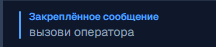 Закреплённое сообщение
вызови оператора